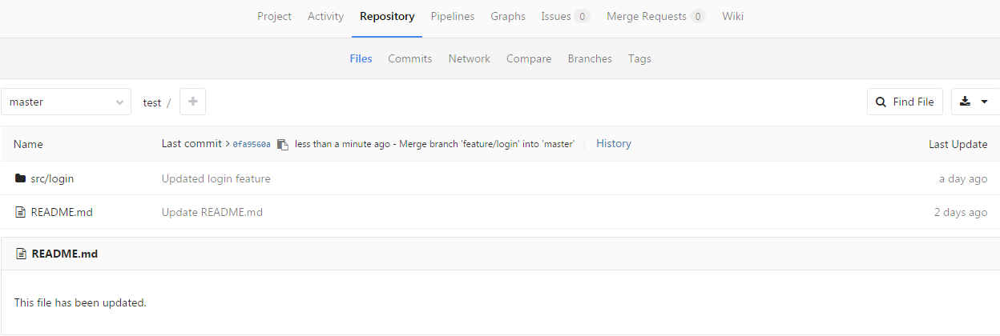 Project Activity Repository Pipelines Graphs Issues 0 Merge Requests 0 Wiki
Files Commits Network Compare Branches Tags
master test / + Find File
Name Last commit > 0fa9560a less than a minute ago - Merge branch 'feature/login' into 'master' History Last Update
src/login Updated login feature a day ago
README.md Update README.md 2 days ago
README.md
This file has been updated.